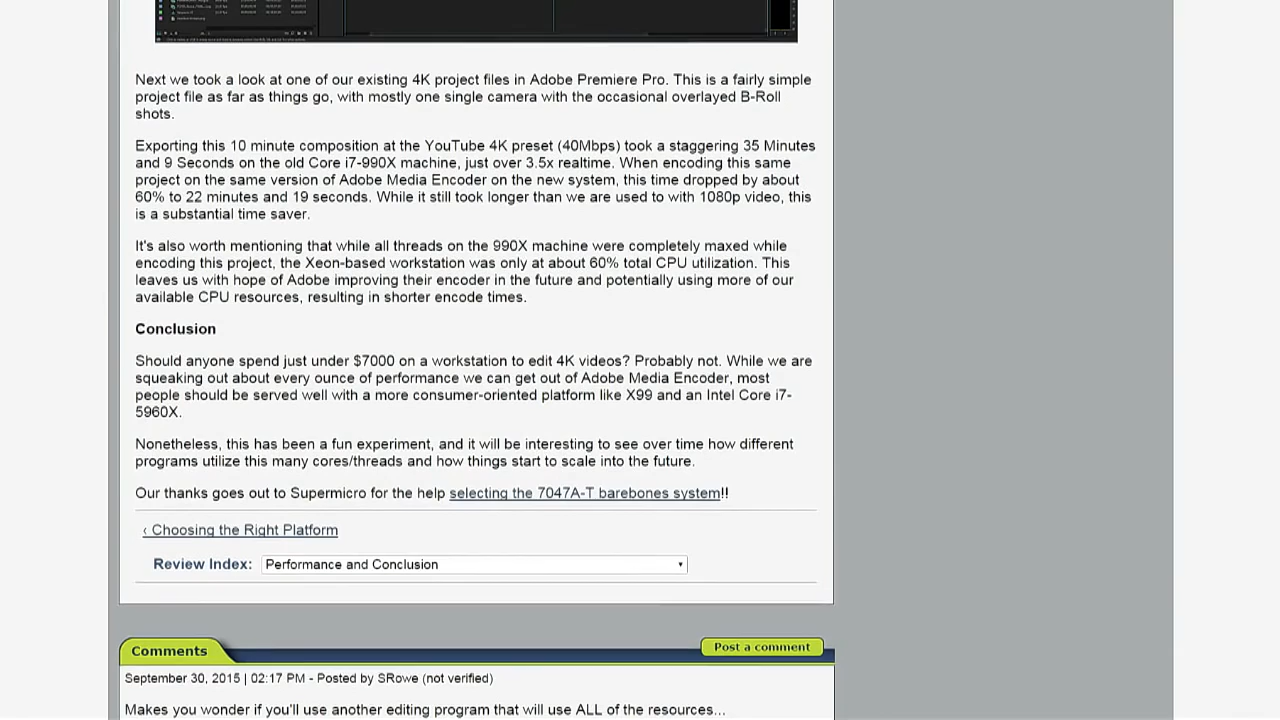 Next we took a look at one of our existing 4K project files in Adobe Premiere Pro. This is a fairly simple
project file as far as things go, with mostly one single camera with the occasional overlayed B-Roll
shots.
Exporting this 10 minute composition at the YouTube 4K preset (40Mbps) took a staggering 35 Minutes
and 9 Seconds on the old Core i7-990X machine, just over 3.5x realtime. When encoding this same
project on the same version of Adobe Media Encoder on the new system, this time dropped by about
60% to 22 minutes and 19 seconds. While it still took longer than we are used to with 1080p video, this
is a substantial time saver.
It's also worth mentioning that while all threads on the 990X machine were completely maxed while
encoding this project, the Xeon-based workstation was only at about 60% total CPU utilization. This
leaves us with hope of Adobe improving their encoder in the future and potentially using more of our
available CPU resources, resulting in shorter encode times.
Conclusion
Should anyone spend just under $7000 on a workstation to edit 4K videos? Probably not. While we are
squeaking out about every ounce of performance we can get out of Adobe Media Encoder, most
people should be served well with a more consumer-oriented platform like X99 and an Intel Core i7-
5960X.
Nonetheless, this has been a fun experiment, and it will be interesting to see over time how different
programs utilize this many cores/threads and how things start to scale into the future.
Our thanks goes out to Supermicro for the help selecting the 7047A-T barebones system!!
‹ Choosing the Right Platform
Review Index: Performance and Conclusion
Comments
Post a comment
September 30, 2015 | 02:17 PM - Posted by SRowe (not verified)
Makes you wonder if you'll use another editing program that will use ALL of the resources...